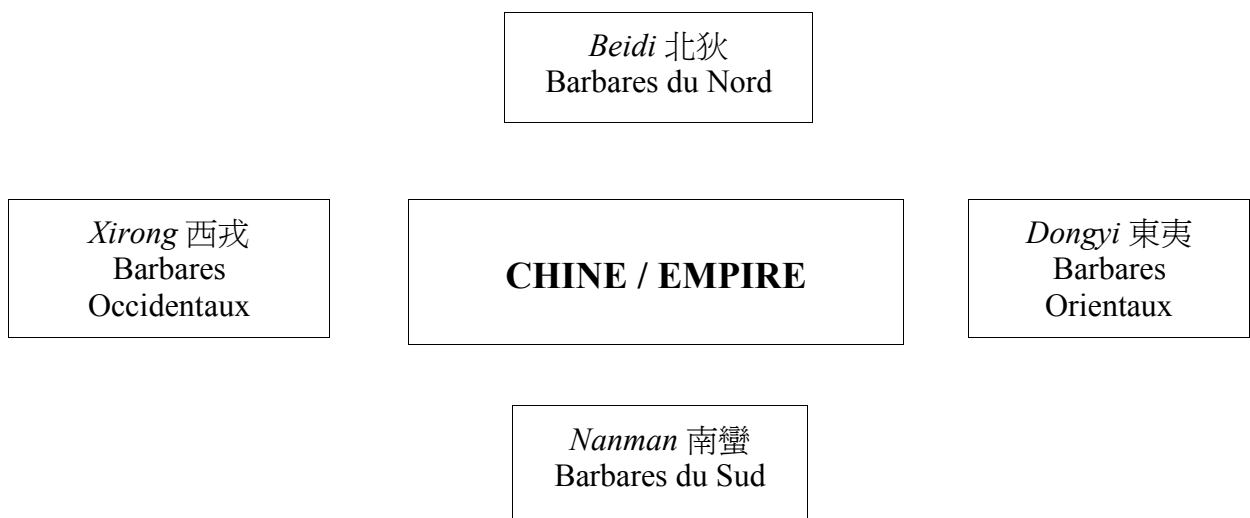 Beidi 北狄
Barbares du Nord
Xirong 西戎
Barbares
Occidentaux
CHINE / EMPIRE
Dongyi 東夷
Barbares
Orientaux
Nanman 南蠻
Barbares du Sud